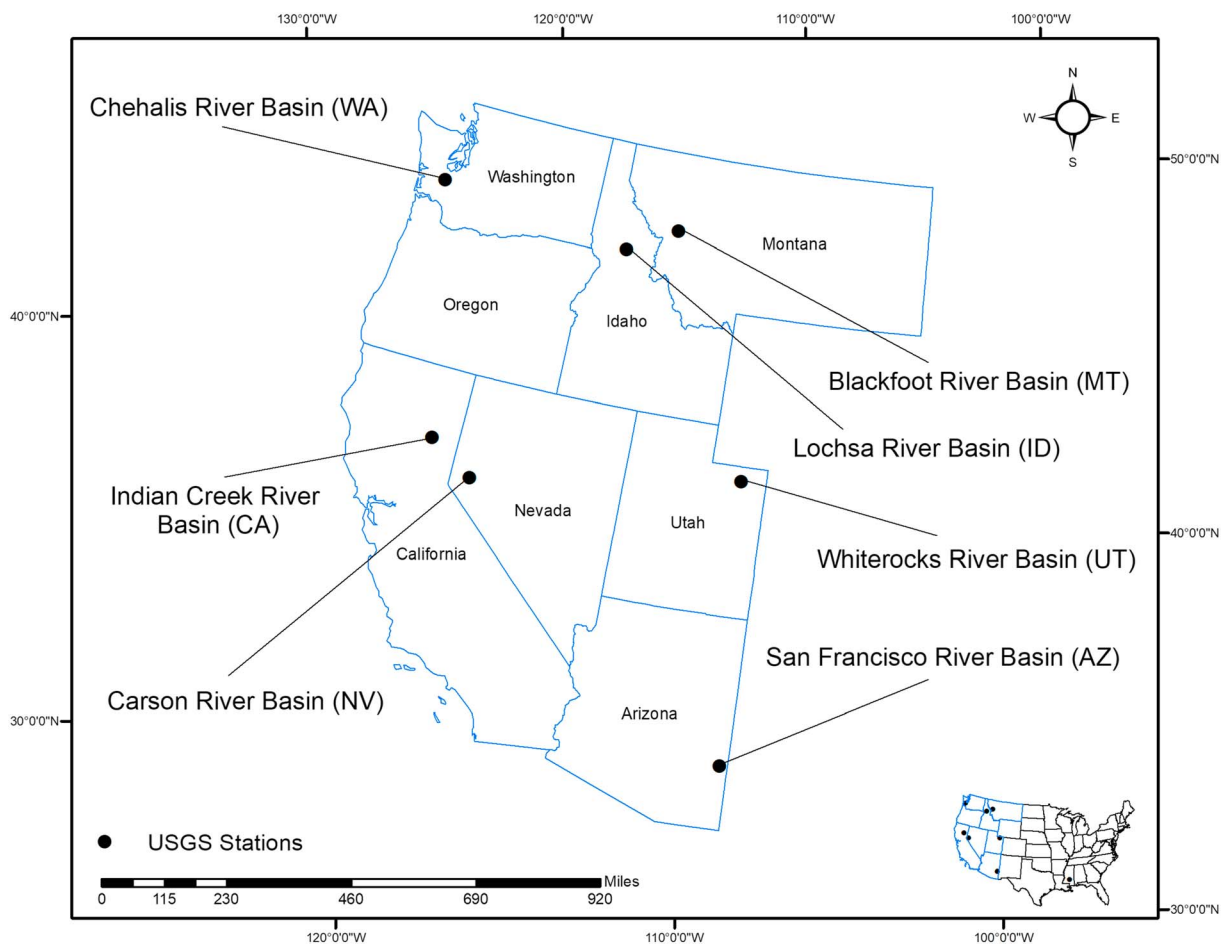 130°0'0"W
120°0'0"W
110°0'0"W
100°0'0"W
N
W
E
S
Chehalis River Basin (WA)
50°0'0"N
Washington
Montana
Oregon
40°0'0"N
Idaho
Blackfoot River Basin (MT)
Lochsa River Basin (ID)
Indian Creek River
Basin (CA)
Nevada
Utah
40°0'0"N
California
Whiterocks River Basin (UT)
San Francisco River Basin (AZ)
Carson River Basin (NV)
Arizona
30°0'0"N
USGS Stations
Miles
0 115 230 460 690 920
30°0'0"N
120°0'0"W
110°0'0"W
100°0'0"W